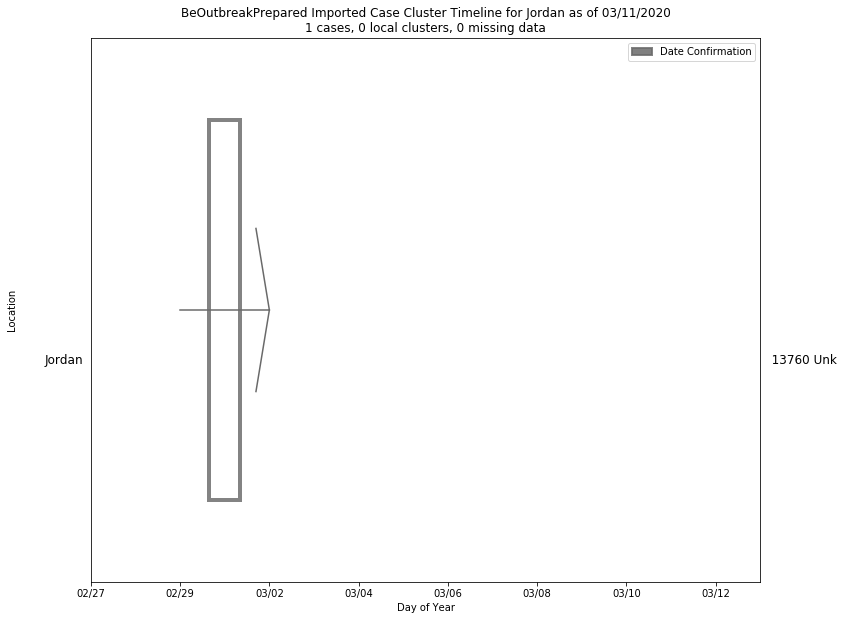 BeOutbreakPrepared Imported Case Cluster Timeline for Jordan as of 03/11/2020
1 cases, 0 local clusters, 0 missing data
Date Confirmation
Location
Jordan
13760 Unk
02/27 02/29 03/02 03/04 03/06 03/08 03/10 03/12
Day of Year